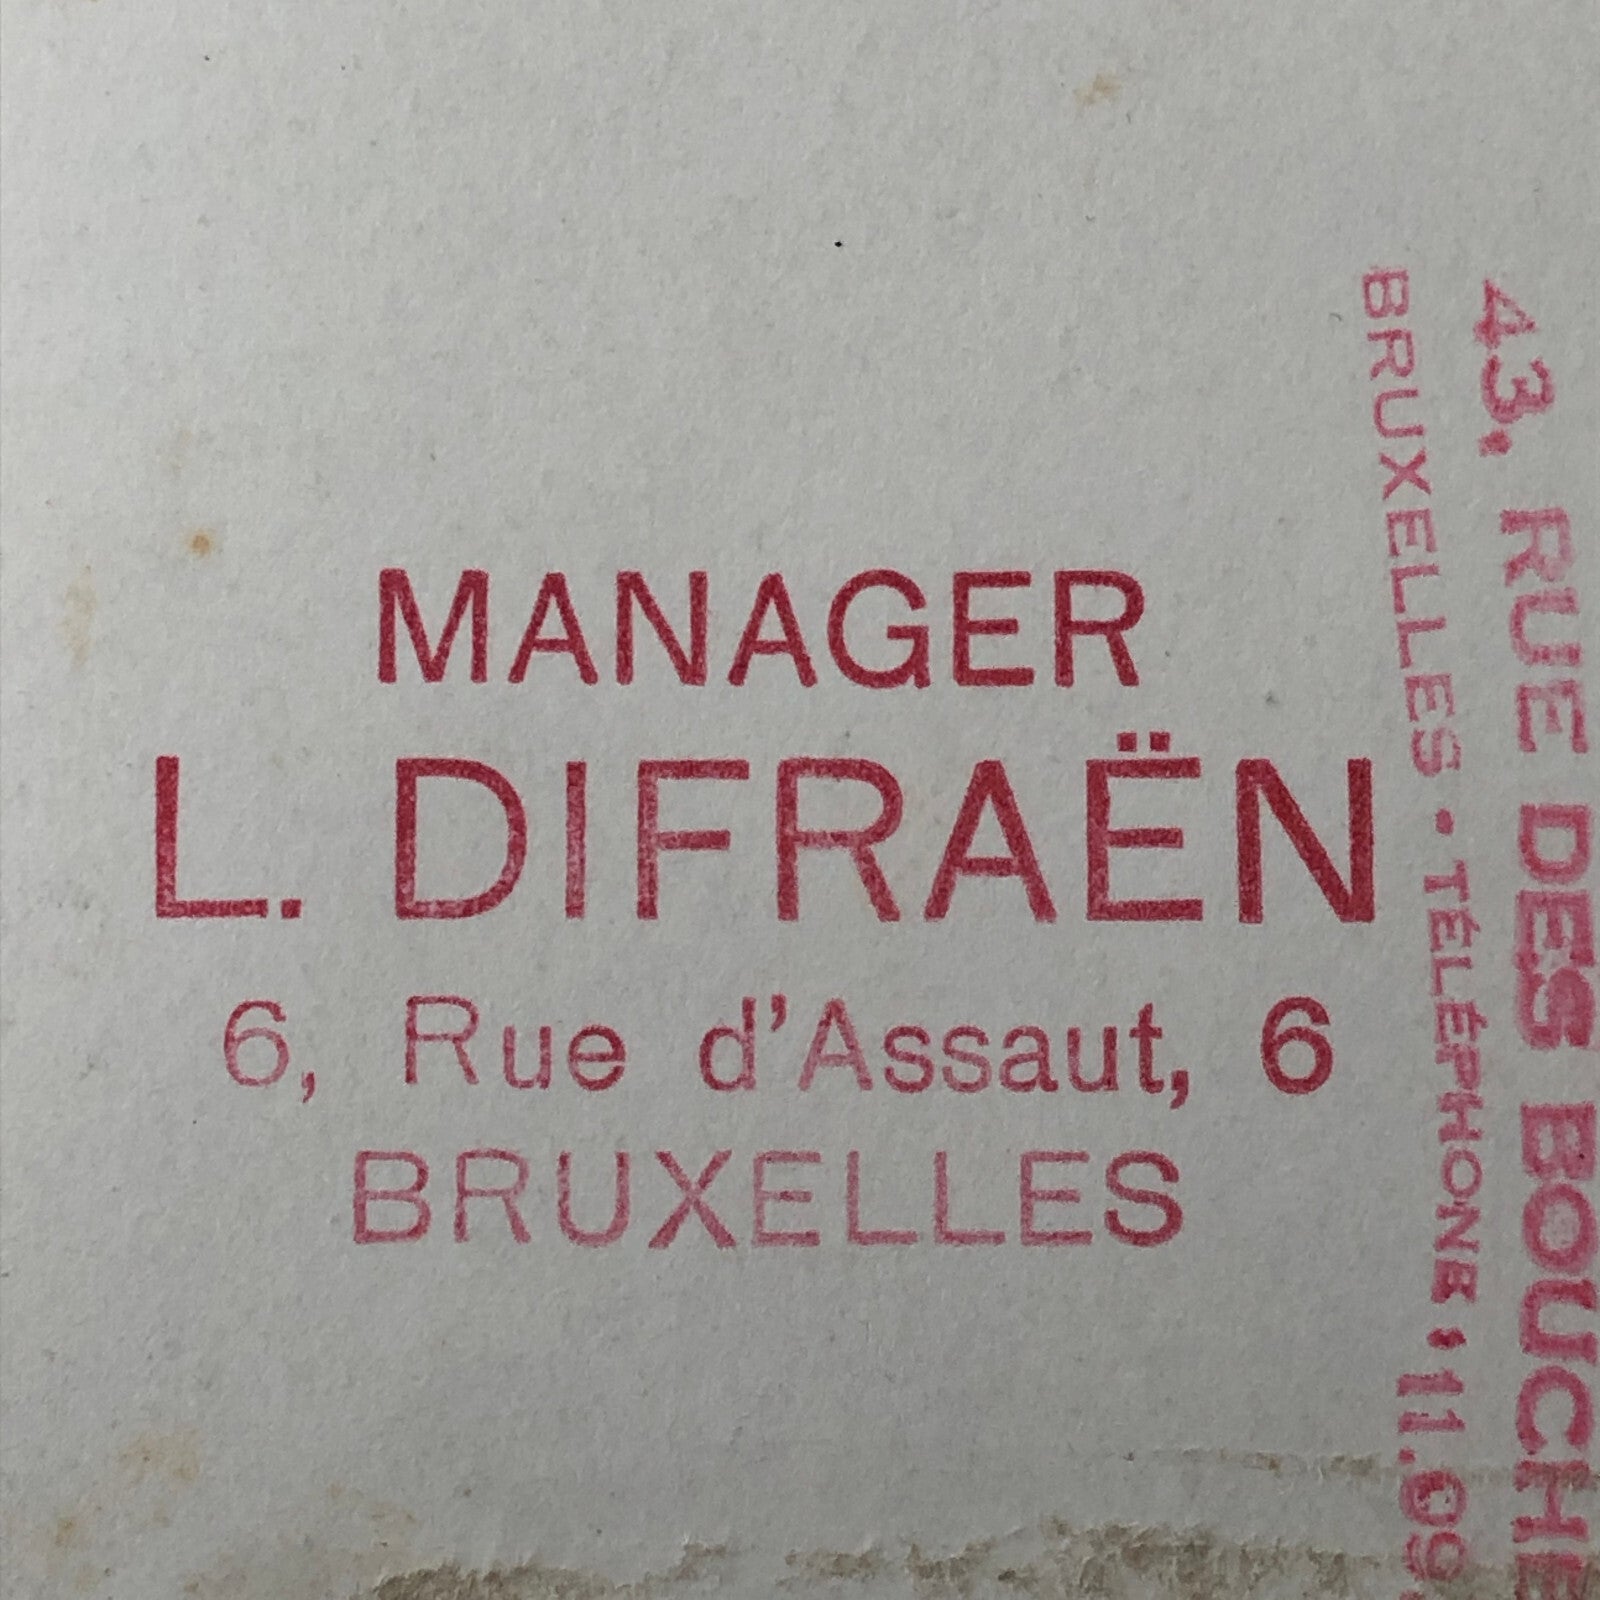 MANAGER
L. DIFRAËN
6, Rue d'Assaut, 6
BRUXELLES
43, RUE DES BOUCHE
BRUXELLES • TÉLÉPHONE • 11.09.